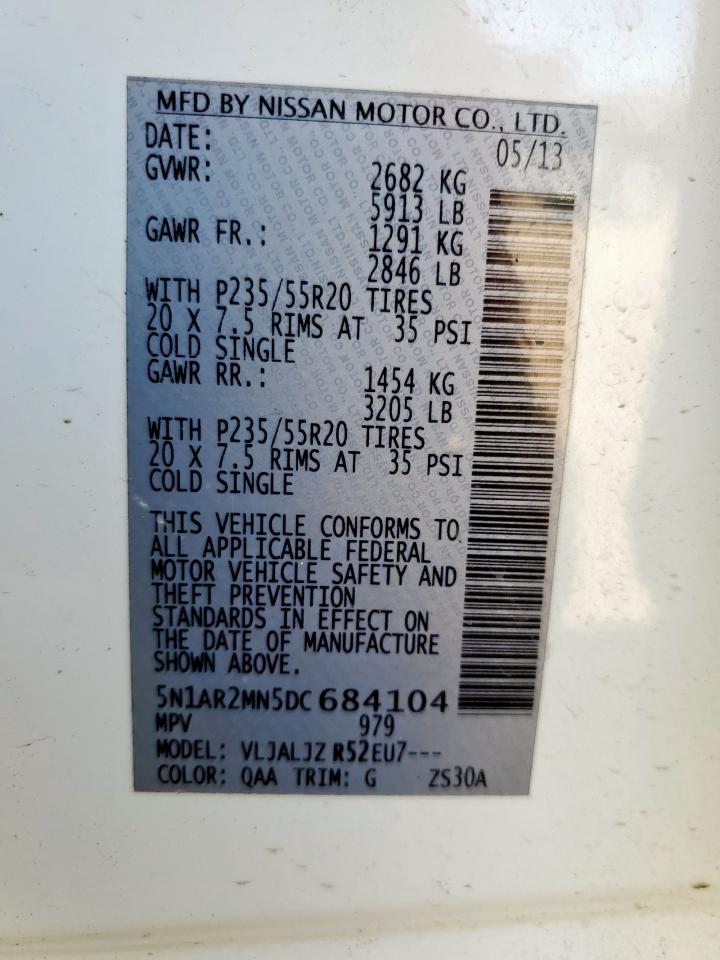 MFD BY NISSAN MOTOR CO., LTD.
DATE: 05/13
GVWR: 2682 KG
5913 LB
GAWR FR.: 1291 KG
2846 LB
WITH P235/55R20 TIRES
20 X 7.5 RIMS AT 35 PSI
COLD SINGLE
GAWR RR.: 1454 KG
3205 LB
WITH P235/55R20 TIRES
20 X 7.5 RIMS AT 35 PSI
COLD SINGLE
THIS VEHICLE CONFORMS TO
ALL APPLICABLE FEDERAL
MOTOR VEHICLE SAFETY AND
THEFT PREVENTION
STANDARDS IN EFFECT ON
THE DATE OF MANUFACTURE
SHOWN ABOVE.
5N1AR2MN5DC684104
MPV 979
MODEL: VLJALJZ R52EU7---
COLOR: QAA TRIM: G ZS30A